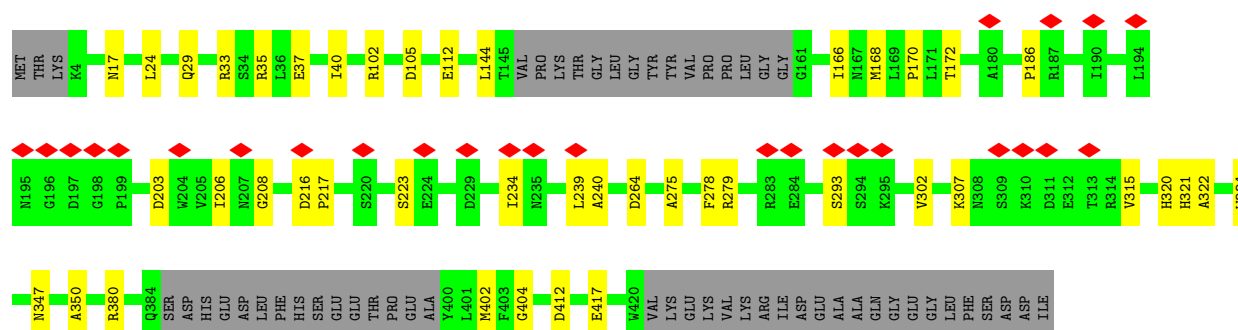 MET THR LYS K4 N17 L24 Q29 R33 S34 R35 L36 E37 I40 R102 D105 E112 L144 T145 VAL PRO LYS THR GLY LEU GLY TYR TYR VAL PRO PRO LEU GLY GLY G161 I166 N167 M168 L169 P170 L171 T172 A180 P186 R187 I190 L194
N195 G196 D197 G198 P199 D203 W204 V205 I206 N207 G208 D216 P217 S220 S223 E224 D229 I234 N235 L239 A240 D264 A275 F278 R279 R283 E284 S293 S294 K295 V302 K307 N308 S309 K310 D311 E312 T313 R314 V315 H320 H321 A322
N347 A350 R380 Q384 SER ASP HIS GLU ASP LEU PHE HIS SER GLU GLU THR PRO GLU ALA Y400 L401 M402 F403 G404 D412 E417 W420 VAL LYS GLU LYS VAL LYS ARG ILE ASP GLU ALA ALA GLN GLY GLU GLY LEU PHE SER ASP ASP ILE